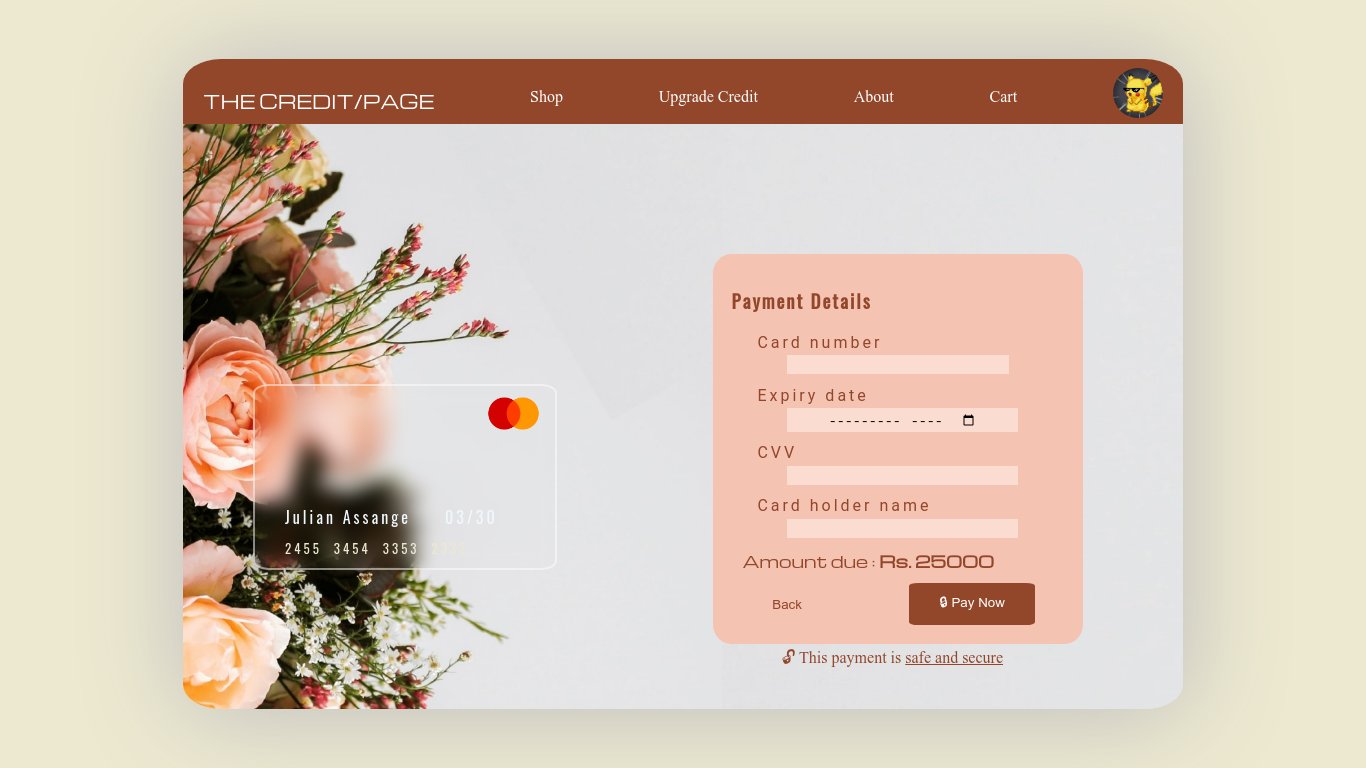 THE CREDIT/PAGE
Shop
Upgrade Credit
About
Cart
Payment Details
Card number
Expiry date
--------- ----
CVV
Card holder name
Amount due : Rs. 25000
Back
Pay Now
This payment is safe and secure
Julian Assange 03/30
2455 3454 3353